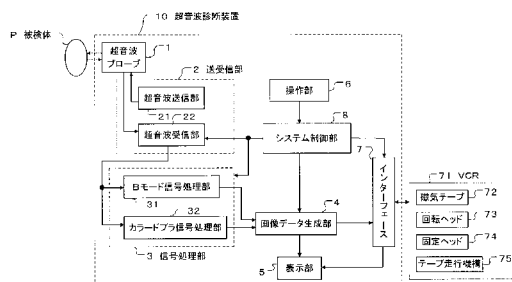 10 超音波診断装置
P 被検体
超音波プローブ
1
2 送受信部
超音波送信部
21
22
超音波受信部
操作部
6
8
システム制御部
7
インターフェース
71 VCR
磁気テープ
72
回転ヘッド
73
固定ヘッド
74
テープ走行機構
75
Bモード信号処理部
31
32
カラードプラ信号処理部
3 信号処理部
4
画像データ生成部
5
表示部